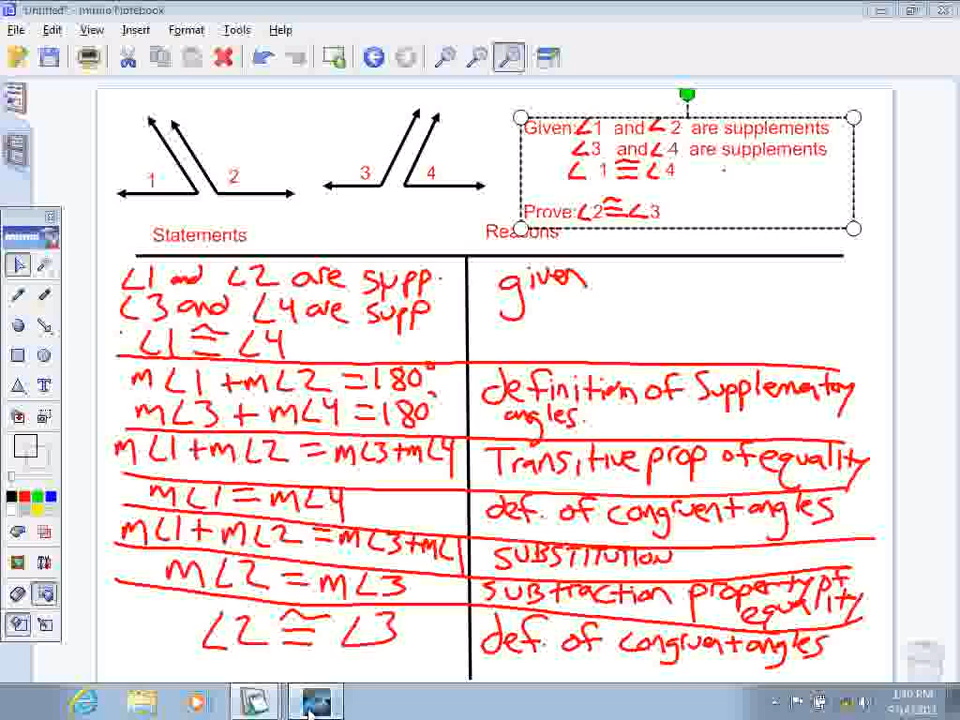 "Untitled" - mimio Notebook
File Edit View Insert Format Tools Help
Given: ∠1 and ∠2 are supplements
∠3 and ∠4 are supplements
∠1 ≅ ∠4
Prove: ∠2 ≅ ∠3
1 2 3 4
mimio
Statements Reasons
∠1 and ∠2 are supp. given
∠3 and ∠4 are supp
∠1 ≅ ∠4
m∠1 + m∠2 = 180° definition of Supplementary
m∠3 + m∠4 = 180° angles.
m∠1 + m∠2 = m∠3 + m∠4 Transitive prop of equality
m∠1 = m∠4 def. of congruent angles
m∠1 + m∠2 = m∠3 + m∠1 SUBSTITUTION
m∠2 = m∠3 subtraction property of
equality
∠2 ≅ ∠3 def. of congruent angles